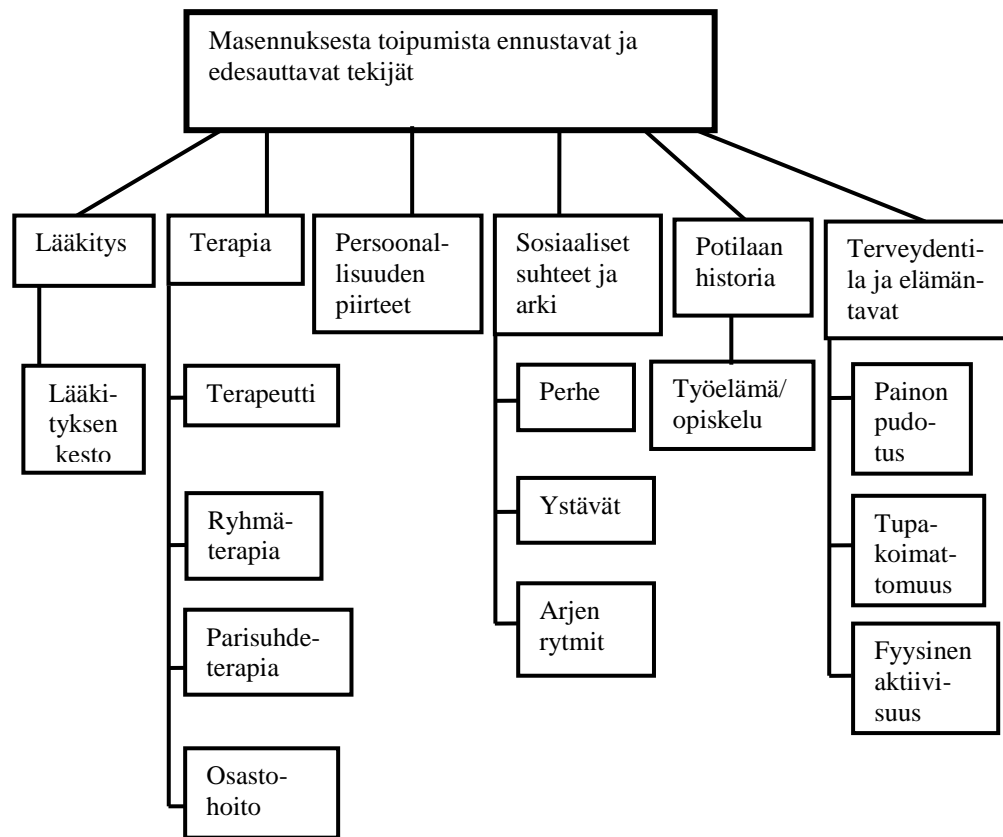 Masennuksesta toipumista ennustavat ja
edesauttavat tekijät
Lääkitys
Terapia
Persoonal-
lisuuden
piirteet
Sosiaaliset
suhteet ja
arki
Potilaan
historia
Terveydenti-
la ja elämän-
tavat
Lääki-
tyksen
kesto
Terapeutti
Ryhmä-
terapia
Parisuhde-
terapia
Osasto-
hoito
Perhe
Ystävät
Arjen
rytmit
Työelämä/
opiskelu
Painon
pudo-
tus
Tupa-
koimat-
tomuus
Fyysinen
aktiivi-
suus